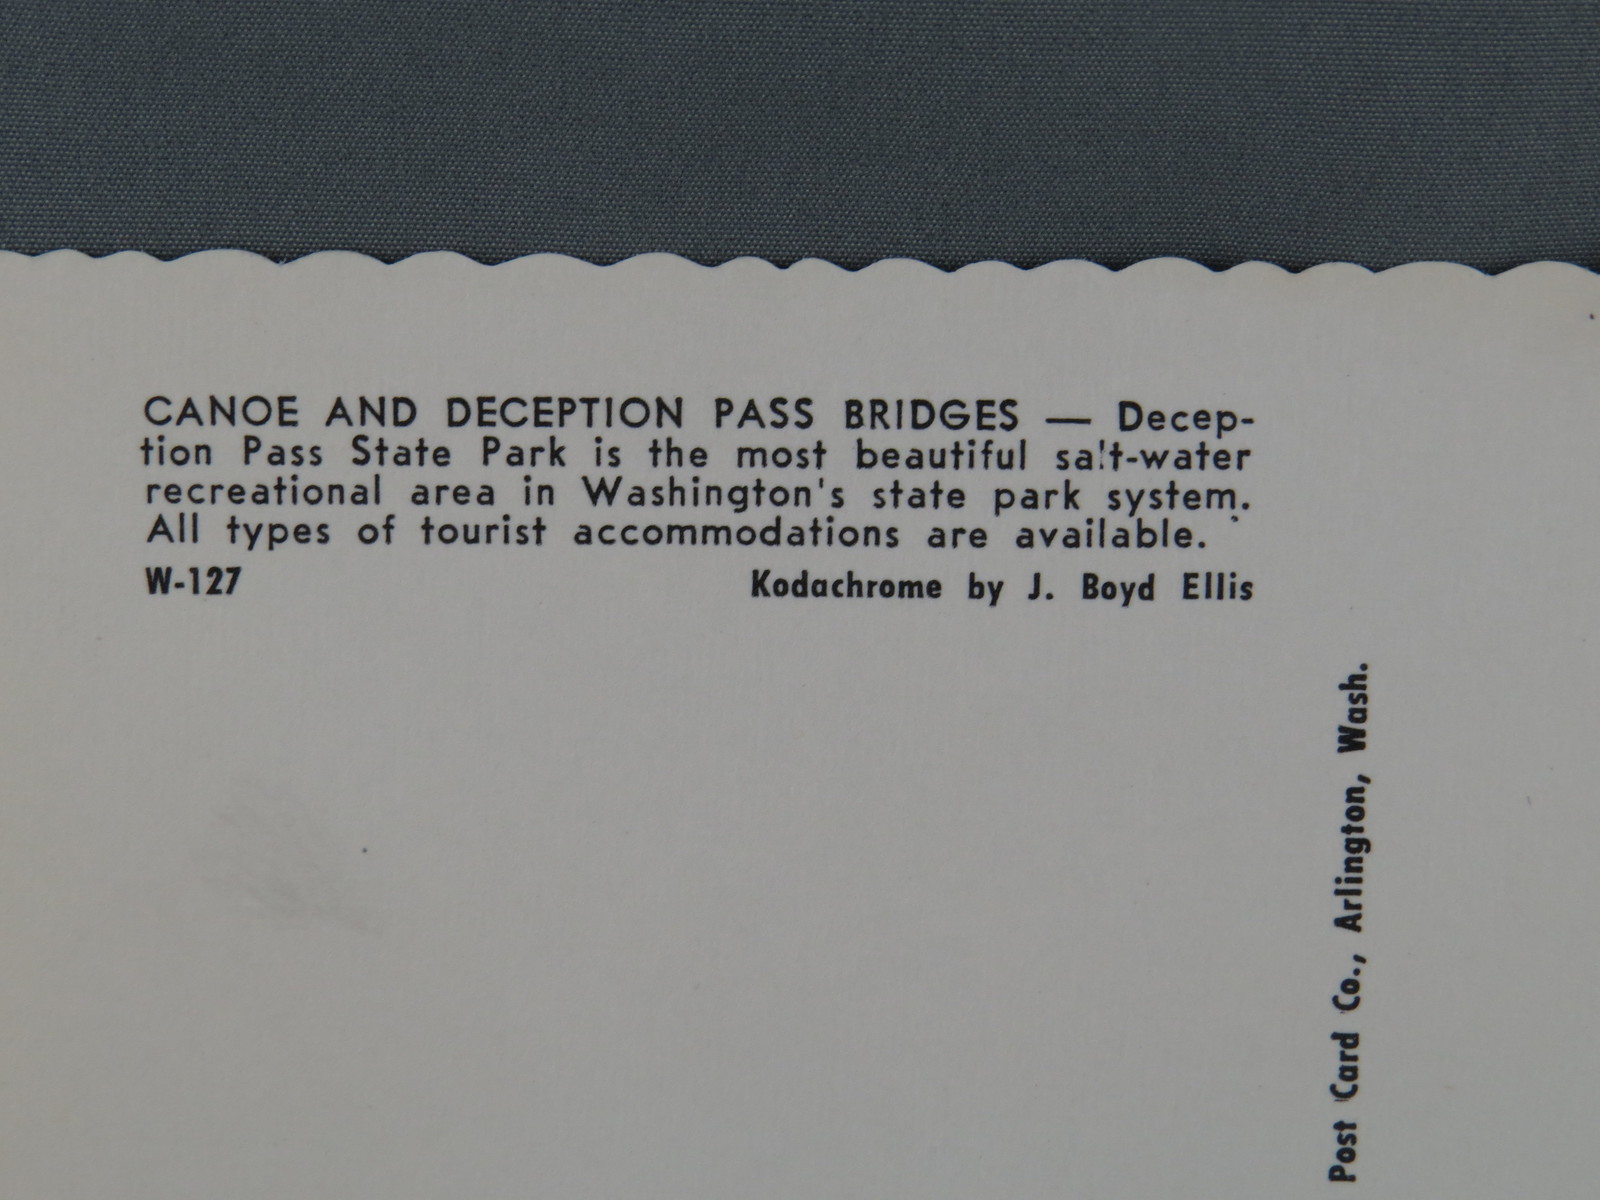 CANOE AND DECEPTION PASS BRIDGES — Decep-
tion Pass State Park is the most beautiful salt-water
recreational area in Washington's state park system.
All types of tourist accommodations are available.
W-127 Kodachrome by J. Boyd Ellis
Post Card Co., Arlington, Wash.